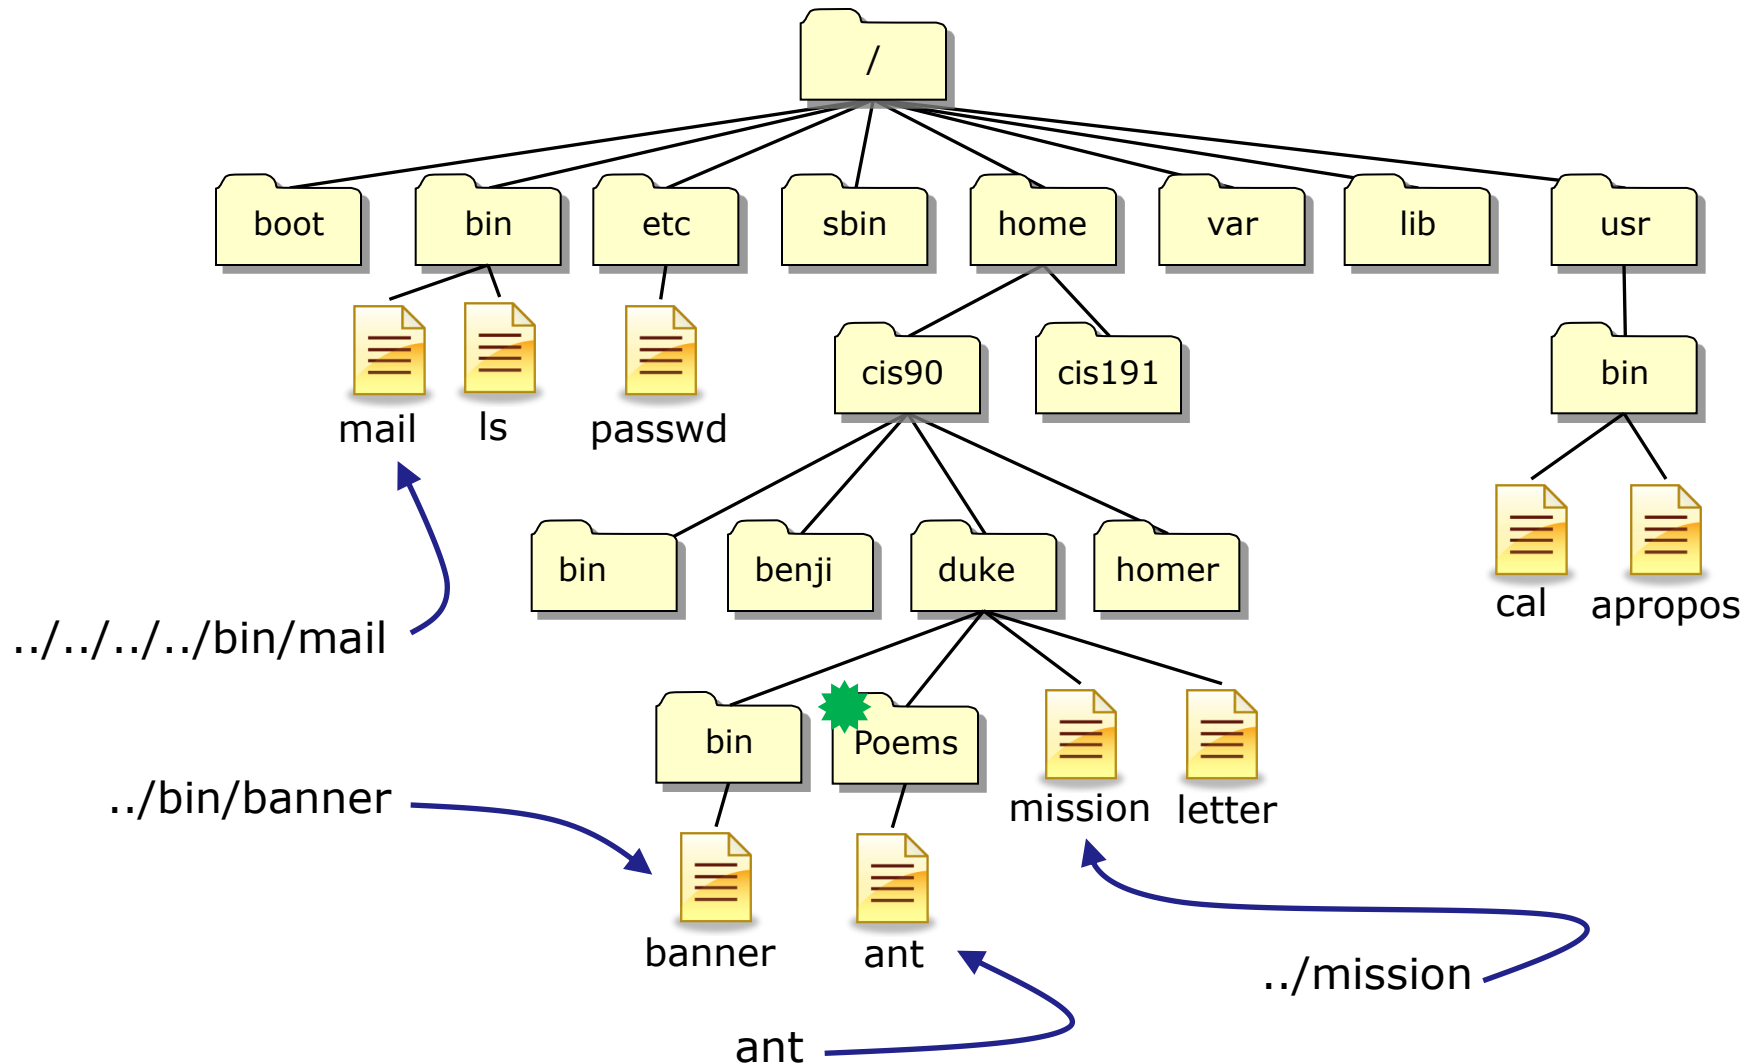 /
boot
bin
etc
sbin
home
var
lib
usr
mail
ls
passwd
cis90
cis191
bin
cal
apropos
bin
benji
duke
homer
../../../../bin/mail
bin
Poems
mission
letter
../bin/banner
banner
ant
../mission
ant